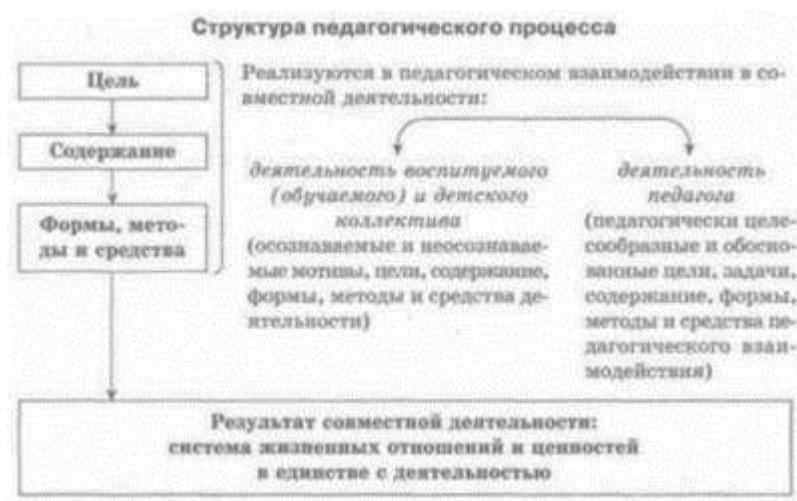 Структура педагогического процесса
Цель
Содержание
Формы, мето-
ды и средства
Реализуются в педагогическом взаимодействии в со-
вместной деятельности:
деятельность воспитуемого
(обучаемого) и детского
коллектива
(осознаваемые и неосознавае-
мые мотивы, цели, содержание,
формы, методы и средства де-
ятельности)
деятельность
педагога
(педагогически целе-
сообразные и обосно-
ванные цели, задачи,
содержание, формы,
методы и средства пе-
дагогического взаи-
модействия)
Результат совместной деятельности:
система жизненных отношений и ценностей
в единстве с деятельностью